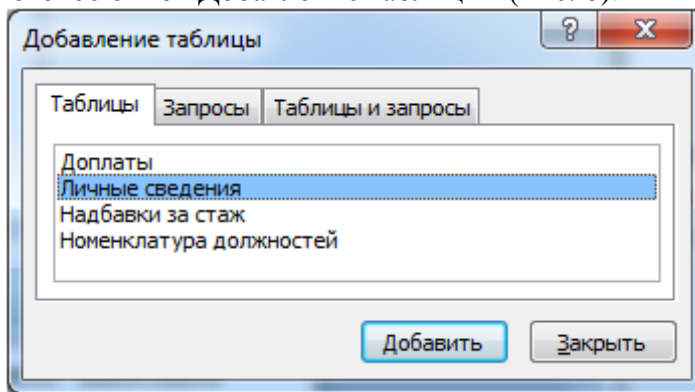 Добавление таблицы
Таблицы Запросы Таблицы и запросы
Доплаты
Личные сведения
Надбавки за стаж
Номенклатура должностей
Добавить Закрыть